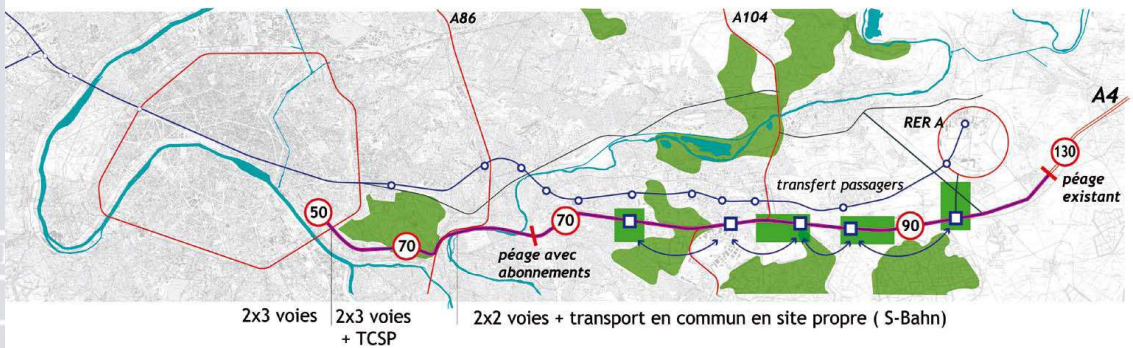 A86
A104
A4
RER A
130
péage
existant
transfert passagers
50
70
70
90
péage avec
abonnements
2x3 voies
2x3 voies
+ TCSP
2x2 voies + transport en commun en site propre ( S-Bahn)